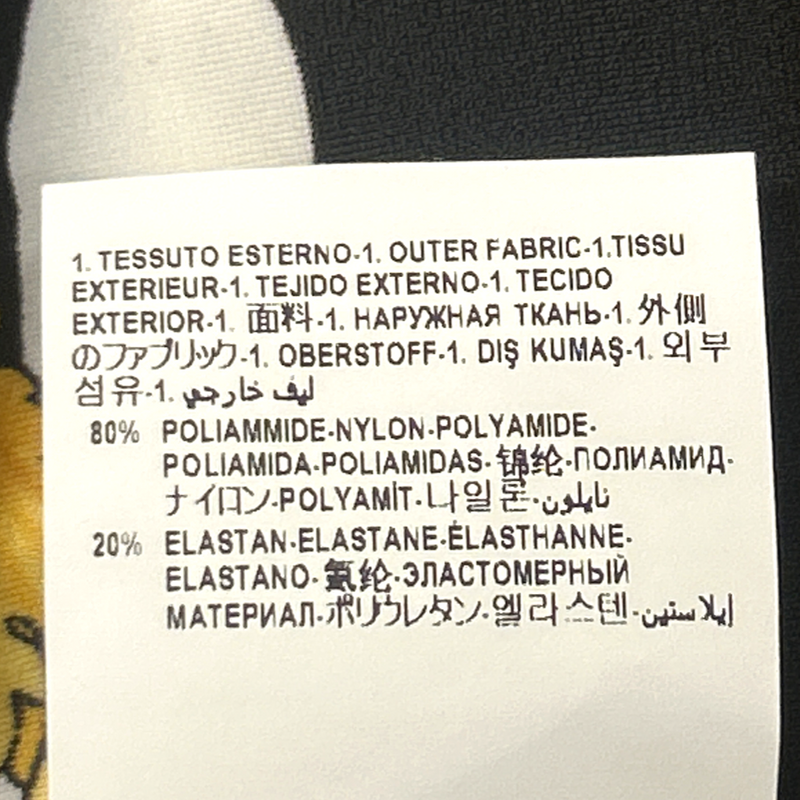 1. TESSUTO ESTERNO-1. OUTER FABRIC-1.TISSU
EXTERIEUR-1. TEJIDO EXTERNO-1. TECIDO
EXTERIOR-1. 面料-1. НАРУЖНАЯ ТКАНЬ-1. 外側
のファブリック-1. OBERSTOFF-1. DIŞ KUMAŞ-1. 외부
섬유-1. ليف خارجي
80% POLIAMMIDE-NYLON-POLYAMIDE-
POLIAMIDA-POLIAMIDAS-锦纶-ПОЛИАМИД-
ナイロン-POLYAMİT-나일론-نايلون
20% ELASTAN-ELASTANE-ÉLASTHANNE-
ELASTANO-氨纶-ЭЛАСТОМЕРНЫЙ
МАТЕРИАЛ-ポリウレタン-엘라스텐-إيلاستين